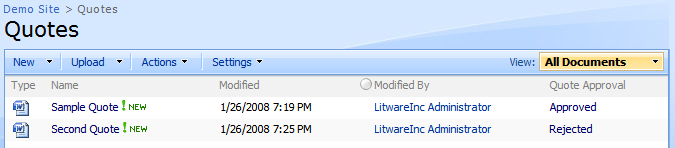 Demo Site > Quotes
Quotes
New Upload Actions Settings View: All Documents
Type Name Modified Modified By Quote Approval
Sample Quote ! NEW 1/26/2008 7:19 PM LitwareInc Administrator Approved
Second Quote ! NEW 1/26/2008 7:25 PM LitwareInc Administrator Rejected